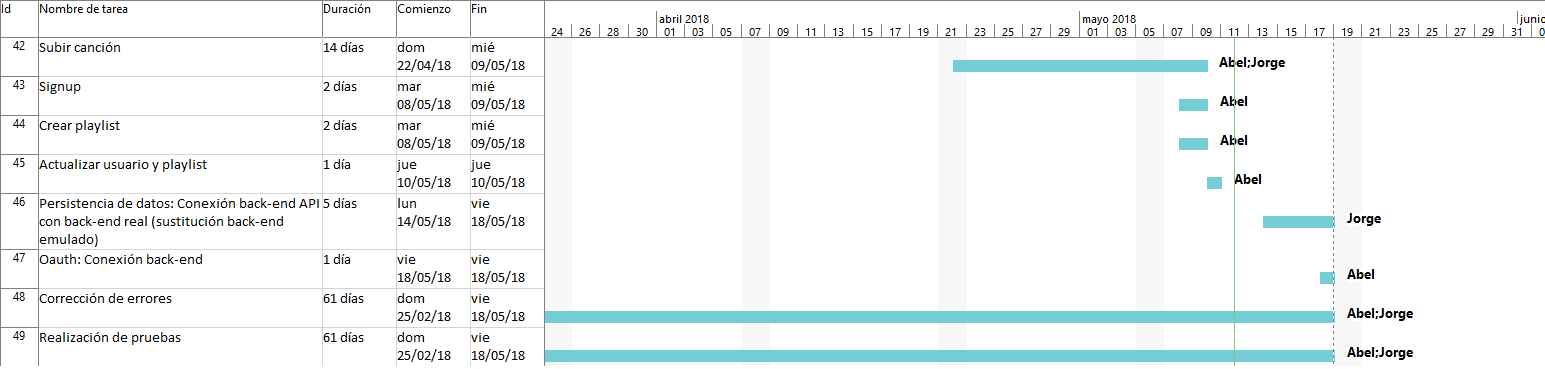 Id Nombre de tarea Duración Comienzo Fin
abril 2018 mayo 2018 junio
24 26 28 30 01 03 05 07 09 11 13 15 17 19 21 23 25 27 29 01 03 05 07 09 11 13 15 17 19 21 23 25 27 29 31
42 Subir canción 14 días dom mié
22/04/18 09/05/18 Abel;Jorge
43 Signup 2 días mar mié
08/05/18 09/05/18 Abel
44 Crear playlist 2 días mar mié
08/05/18 09/05/18 Abel
45 Actualizar usuario y playlist 1 día jue jue
10/05/18 10/05/18 Abel
46 Persistencia de datos: Conexión back-end API 5 días lun vie
con back-end real (sustitución back-end 14/05/18 18/05/18 Jorge
emulado)
47 Oauth: Conexión back-end 1 día vie vie
18/05/18 18/05/18 Abel
48 Corrección de errores 61 días dom vie
25/02/18 18/05/18 Abel;Jorge
49 Realización de pruebas 61 días dom vie
25/02/18 18/05/18 Abel;Jorge